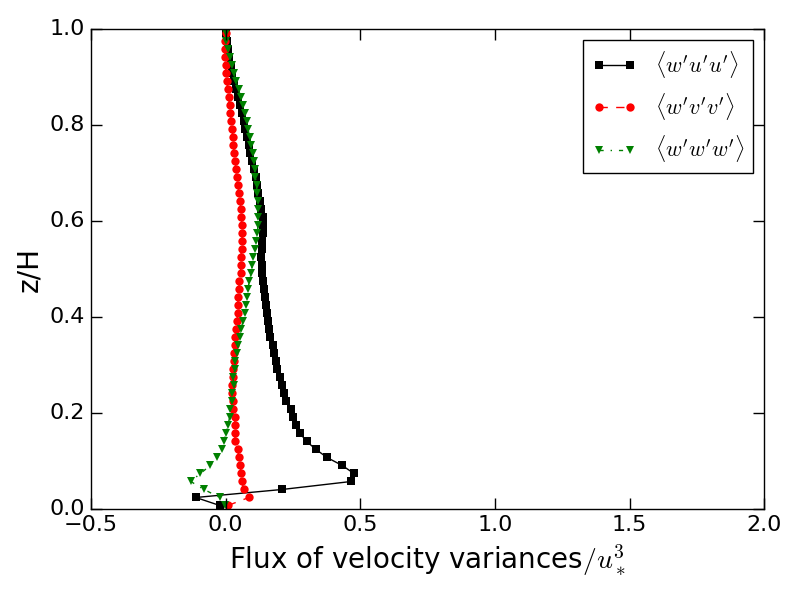 1.0
0.8
0.6
0.4
0.2
0.0
z/H
−0.5 0.0 0.5 1.0 1.5 2.0
Flux of velocity variances/u_*^3
⟨w′u′u′⟩
⟨w′v′v′⟩
⟨w′w′w′⟩